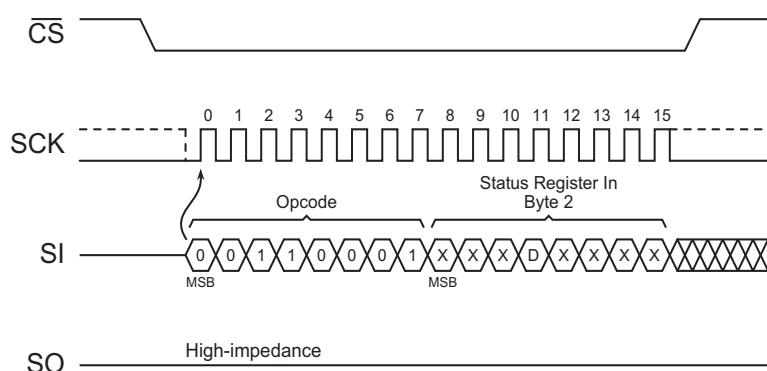 CS
0 1 2 3 4 5 6 7 8 9 10 11 12 13 14 15
SCK
Status Register In
Opcode Byte 2
SI 0 0 1 1 0 0 0 1 X X X D X X X X
MSB MSB
High-impedance
SO